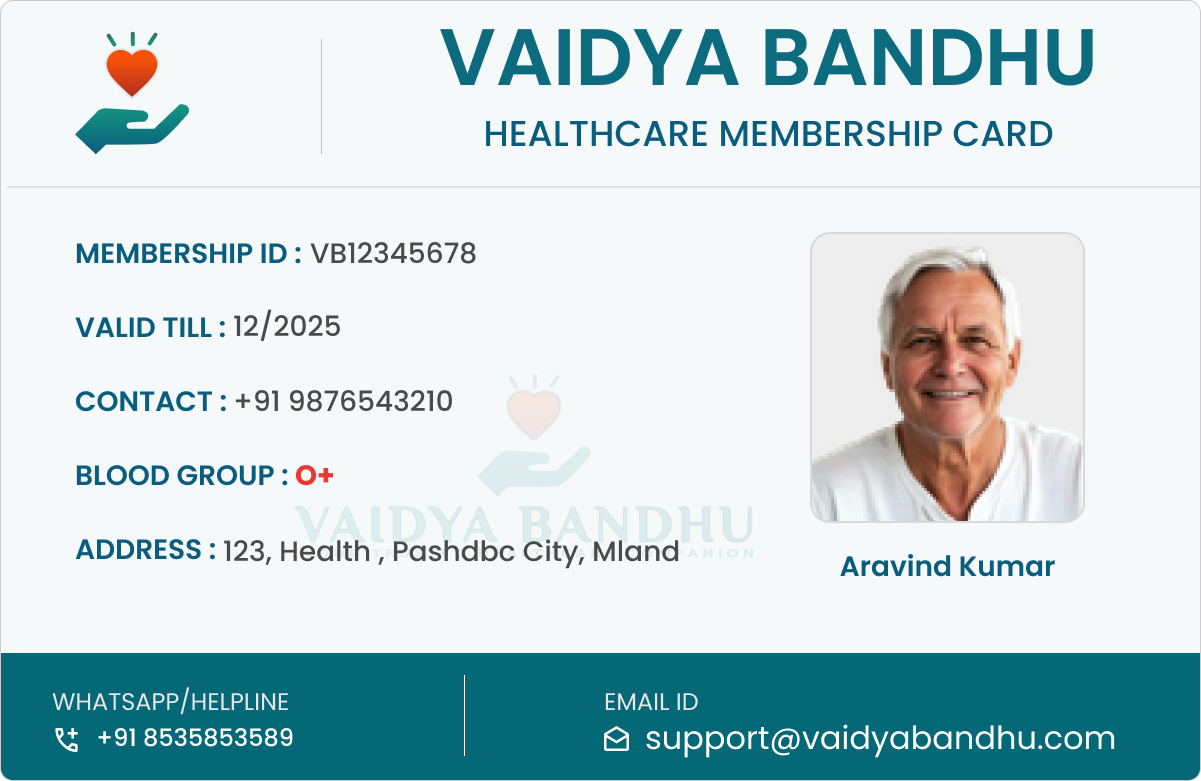 VAIDYA BANDHU
HEALTHCARE MEMBERSHIP CARD
MEMBERSHIP ID : VB12345678
VALID TILL : 12/2025
CONTACT : +91 9876543210
BLOOD GROUP : O+
VAIDYA BANDHU
ADDRESS : 123, Health , Pashdbc City, Mland
Aravind Kumar
WHATSAPP/HELPLINE
+91 8535853589
EMAIL ID
support@vaidyabandhu.com